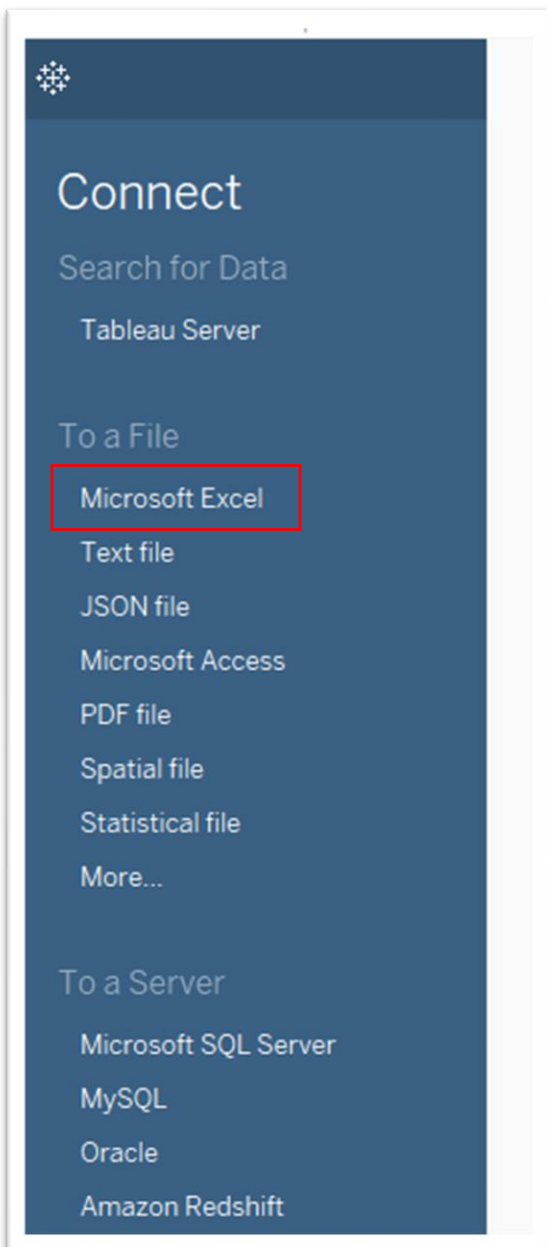 Connect
Search for Data
Tableau Server
To a File
Microsoft Excel
Text file
JSON file
Microsoft Access
PDF file
Spatial file
Statistical file
More...
To a Server
Microsoft SQL Server
MySQL
Oracle
Amazon Redshift